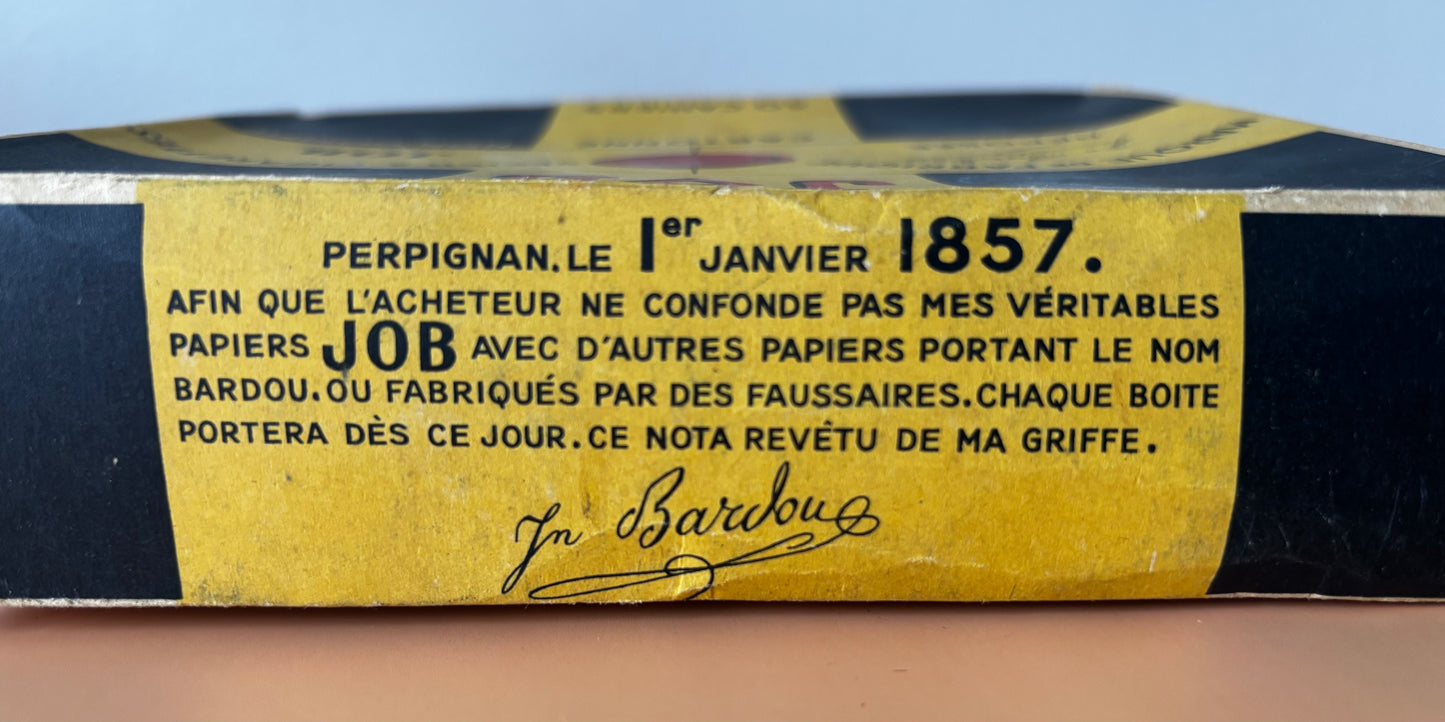 PERPIGNAN. LE 1er JANVIER 1857.
AFIN QUE L'ACHETEUR NE CONFONDE PAS MES VÉRITABLES
PAPIERS JOB AVEC D'AUTRES PAPIERS PORTANT LE NOM
BARDOU. OU FABRIQUÉS PAR DES FAUSSAIRES. CHAQUE BOITE
PORTERA DÈS CE JOUR. CE NOTA REVÊTU DE MA GRIFFE.
Jn Bardou